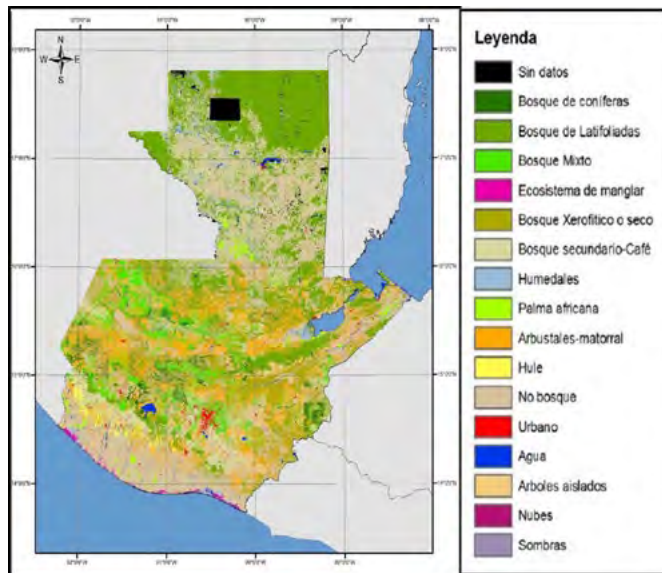 N
W E
S
Leyenda
Sin datos
Bosque de coníferas
Bosque de Latifoliadas
Bosque Mixto
Ecosistema de manglar
Bosque Xerofitico o seco
Bosque secundario-Café
Humedales
Palma africana
Arbustales-matorral
Hule
No bosque
Urbano
Agua
Arboles aislados
Nubes
Sombras